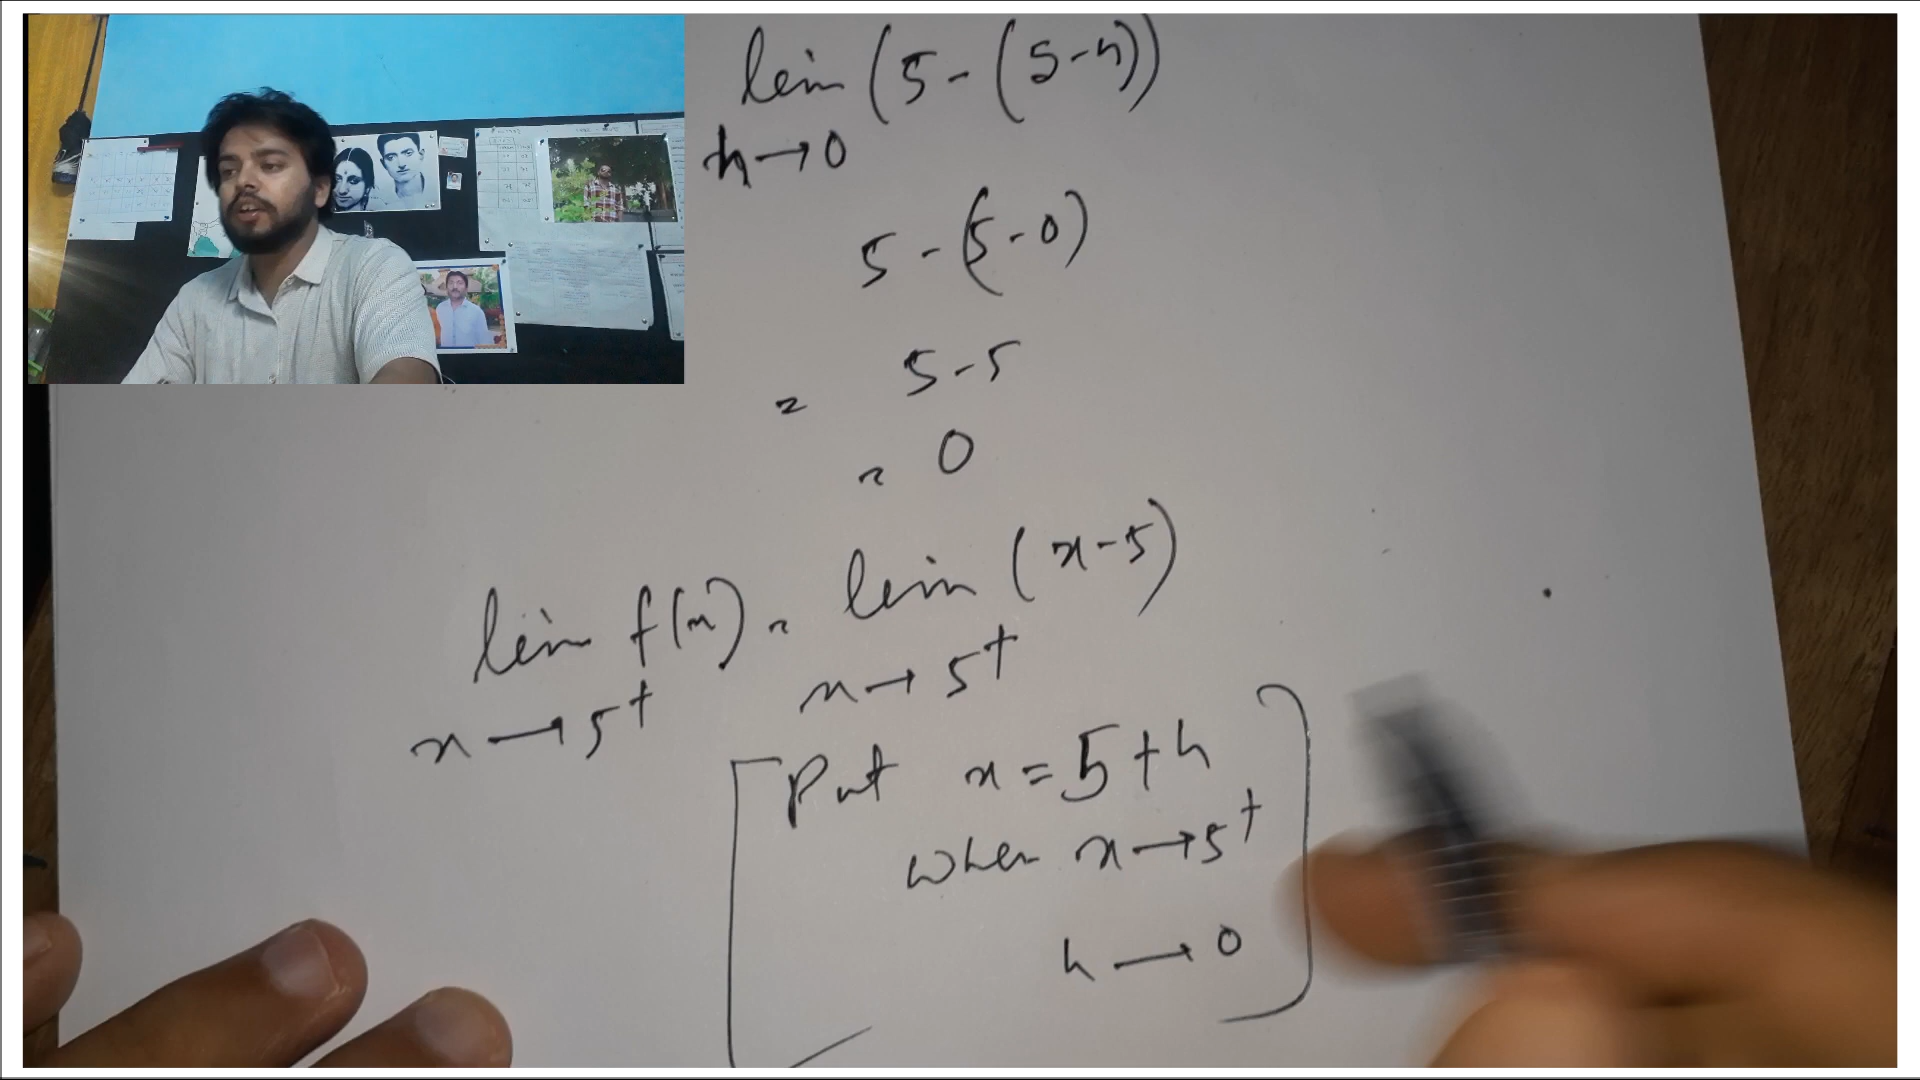 lim (5-(5-h))
h→0
5-(5-0)
= 5-5
= 0
lim f(x) = lim (x-5)
x→5⁺ x→5⁺
[Put x=5+h
when x→5⁺
h→0]